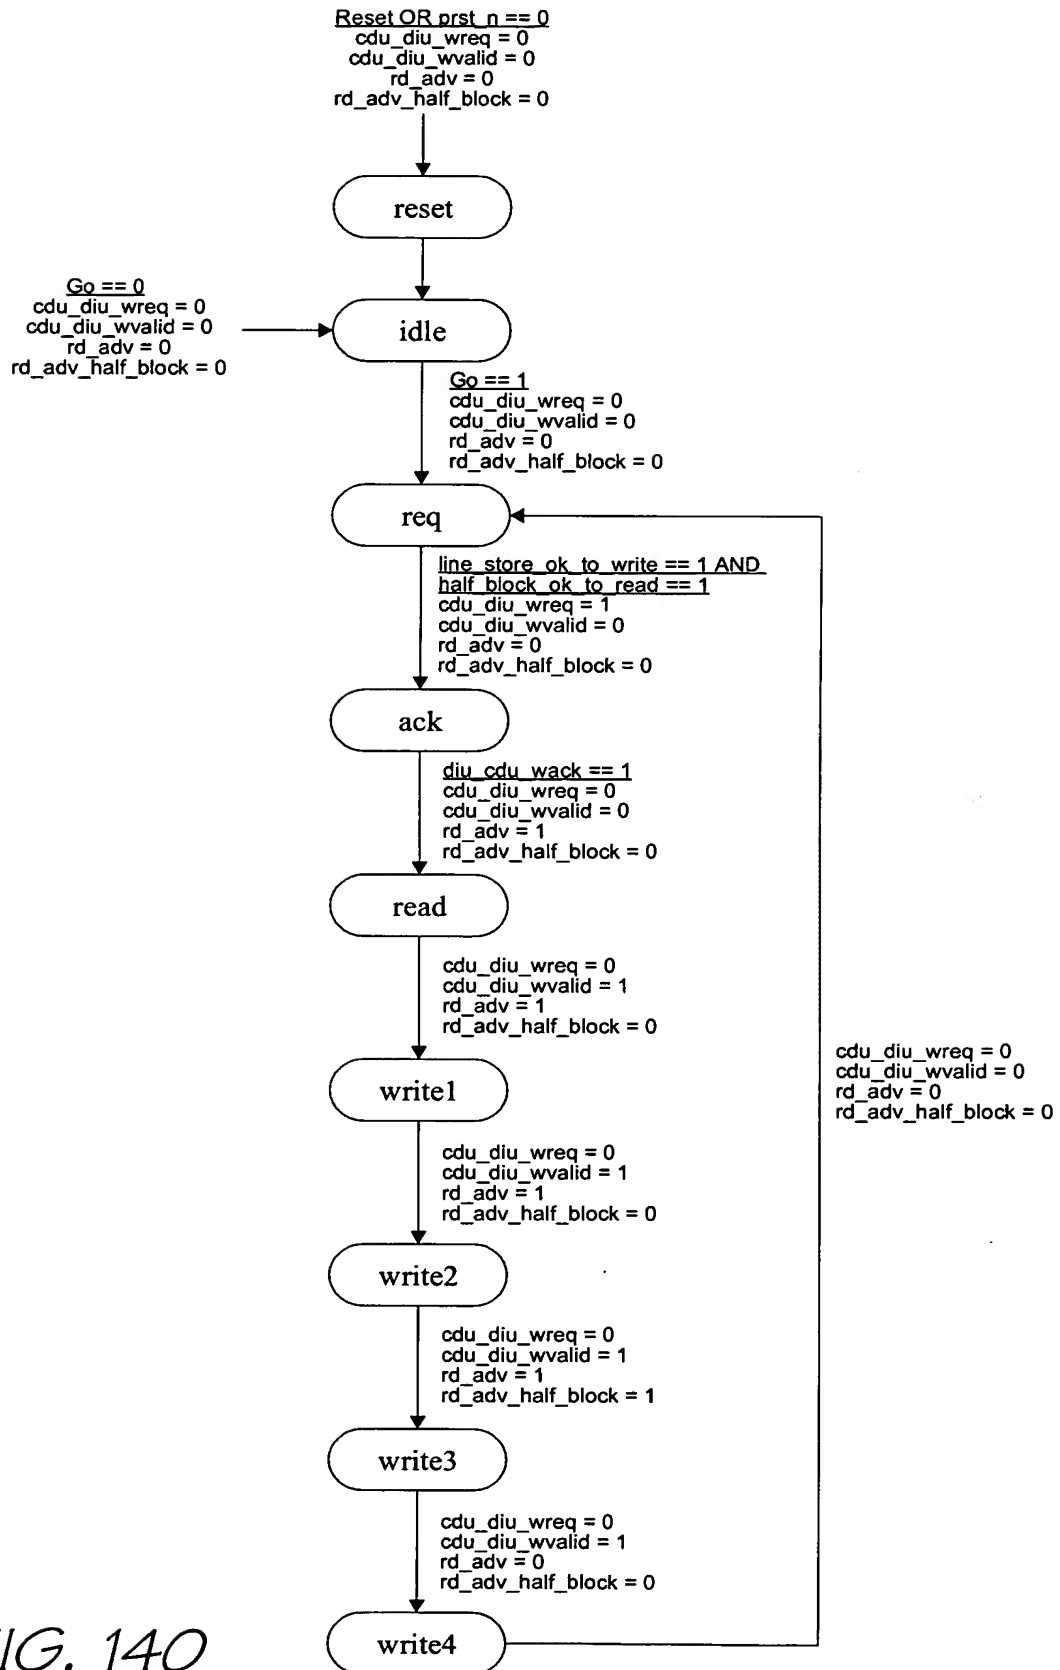 Reset OR prst_n == 0
cdu_diu_wreq = 0
cdu_diu_wvalid = 0
rd_adv = 0
rd_adv_half_block = 0
reset
Go == 0
cdu_diu_wreq = 0
cdu_diu_wvalid = 0
rd_adv = 0
rd_adv_half_block = 0
idle
Go == 1
cdu_diu_wreq = 0
cdu_diu_wvalid = 0
rd_adv = 0
rd_adv_half_block = 0
req
line_store_ok_to_write == 1 AND
half_block_ok_to_read == 1
cdu_diu_wreq = 1
cdu_diu_wvalid = 0
rd_adv = 0
rd_adv_half_block = 0
ack
diu_cdu_wack == 1
cdu_diu_wreq = 0
cdu_diu_wvalid = 0
rd_adv = 1
rd_adv_half_block = 0
read
cdu_diu_wreq = 0
cdu_diu_wvalid = 1
rd_adv = 1
rd_adv_half_block = 0
cdu_diu_wreq = 0
cdu_diu_wvalid = 0
rd_adv = 0
rd_adv_half_block = 0
write1
cdu_diu_wreq = 0
cdu_diu_wvalid = 1
rd_adv = 1
rd_adv_half_block = 0
write2
cdu_diu_wreq = 0
cdu_diu_wvalid = 1
rd_adv = 1
rd_adv_half_block = 1
write3
cdu_diu_wreq = 0
cdu_diu_wvalid = 1
rd_adv = 0
rd_adv_half_block = 0
write4
IG. 140